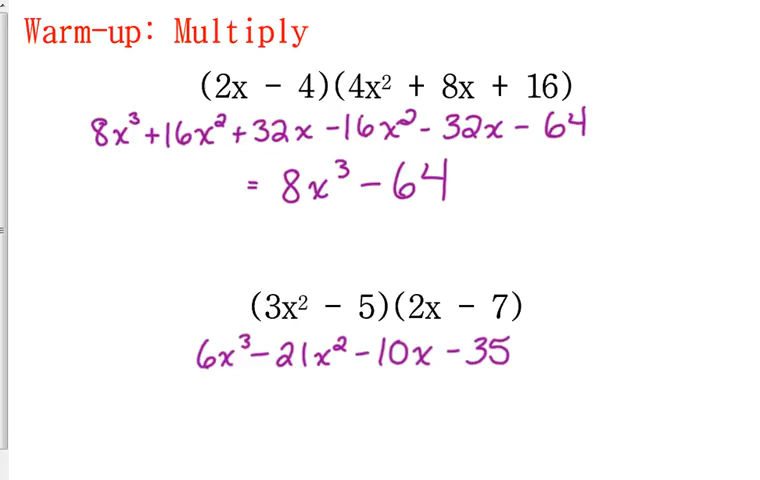 Warm-up: Multiply
(2x - 4)(4x² + 8x + 16)
8x³ + 16x² + 32x - 16x² - 32x - 64
= 8x³ - 64
(3x² - 5)(2x - 7)
6x³ - 21x² - 10x - 35